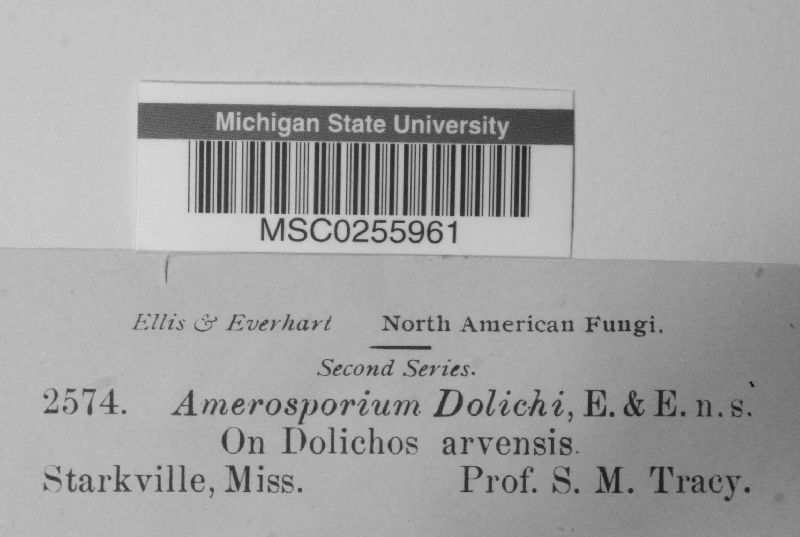 Michigan State University
MSC0255961
Ellis & Everhart North American Fungi.
Second Series.
2574. Amerosporium Dolichi, E. & E. n. s.
On Dolichos arvensis.
Starkville, Miss. Prof. S. M. Tracy.